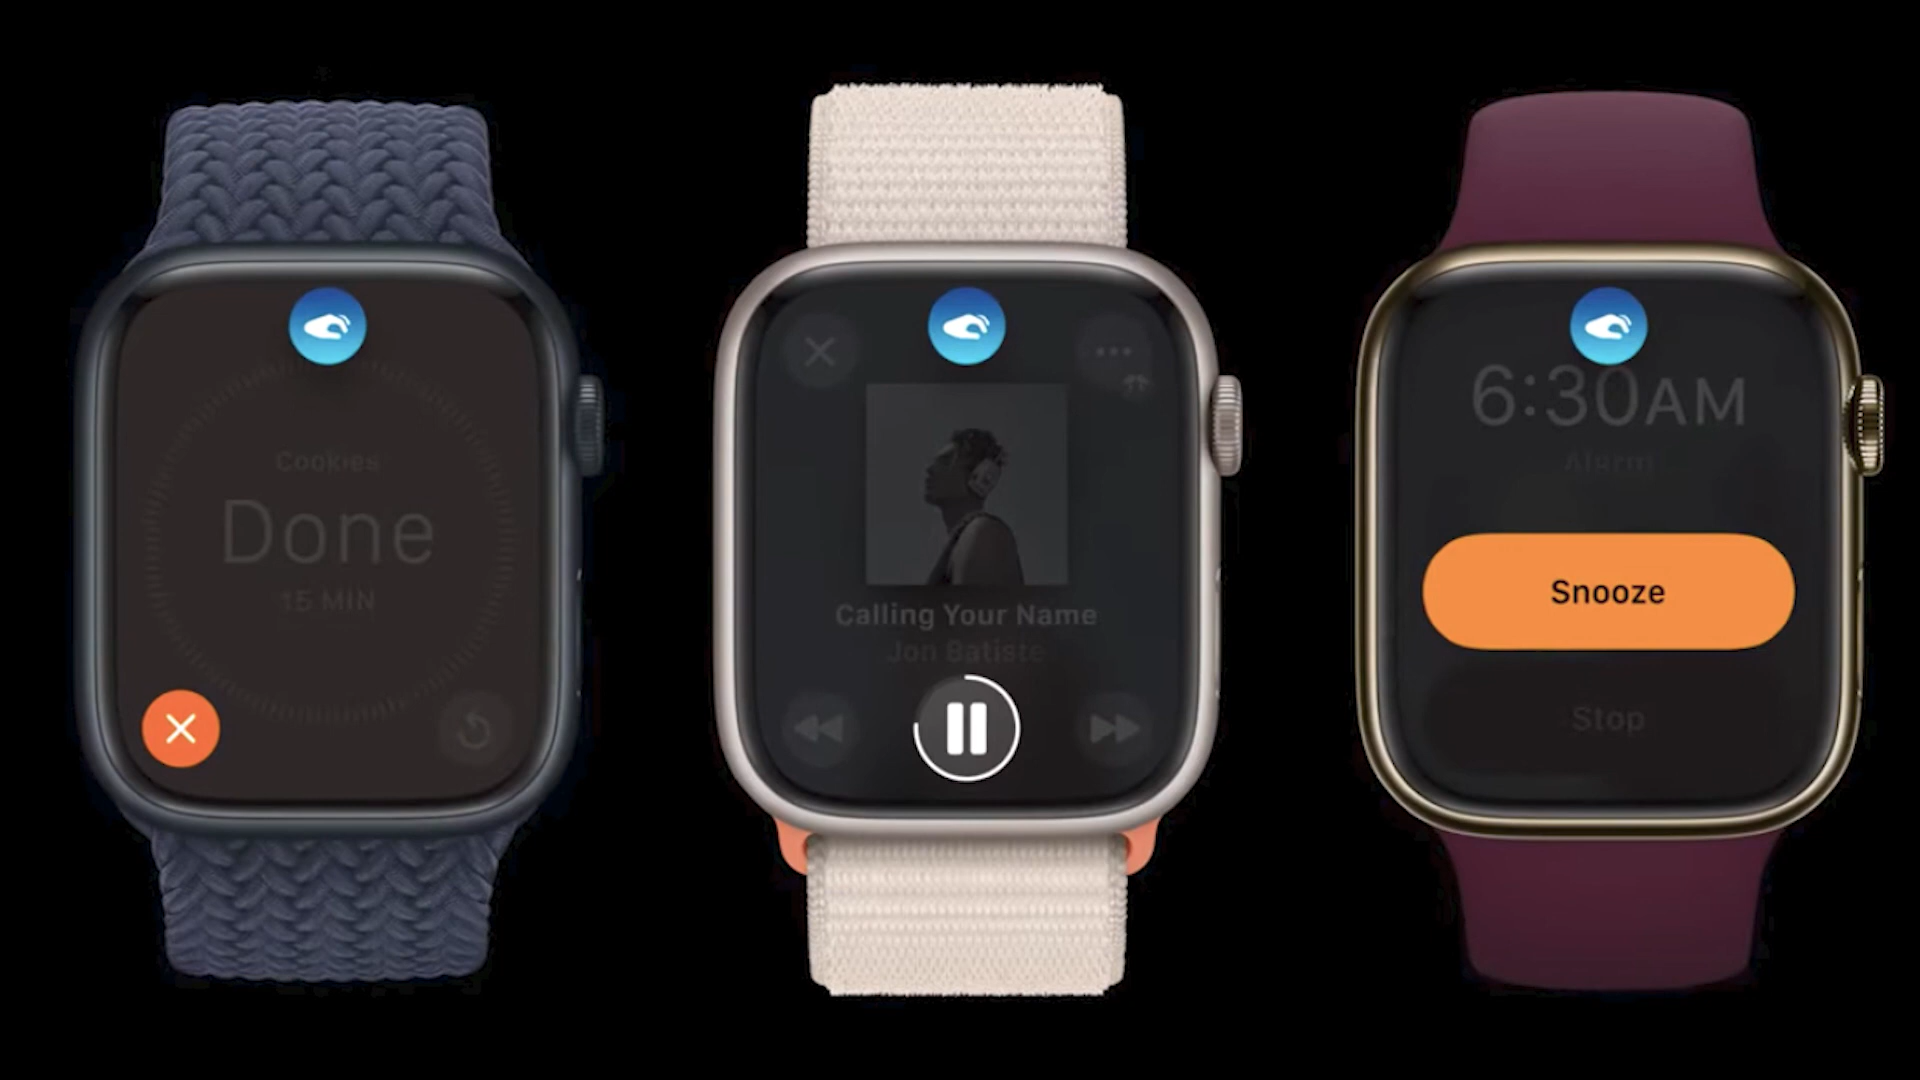 Cookies
Done
15 MIN
Calling Your Name
Jon Batiste
6:30AM
Alarm
Snooze
Stop